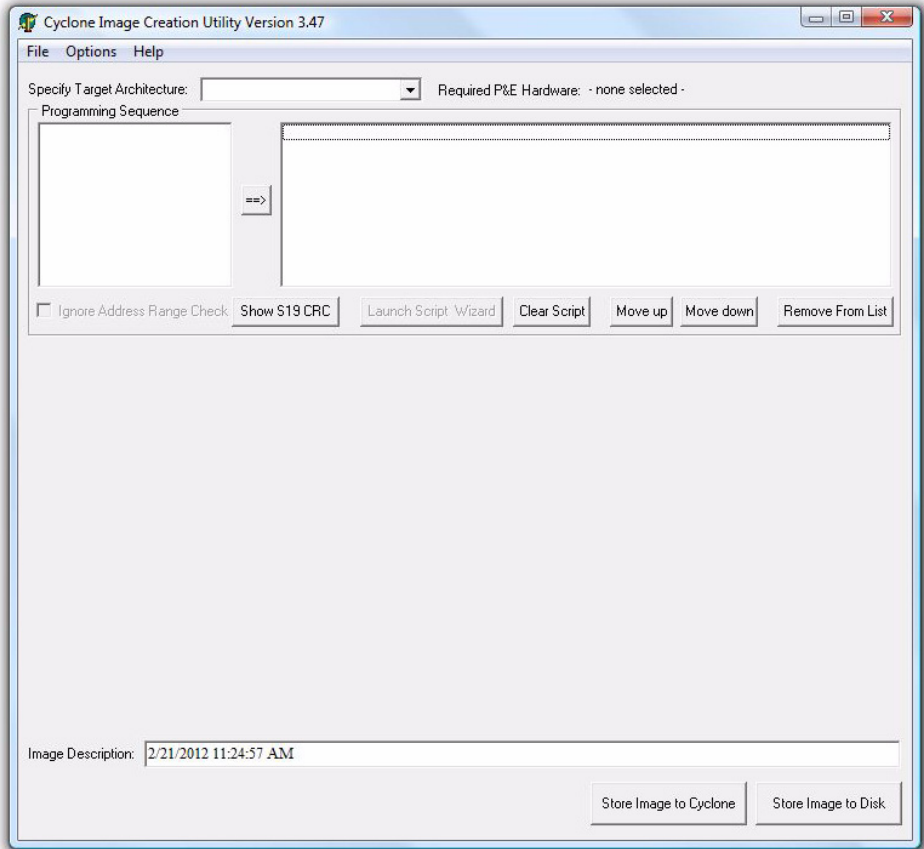 Cyclone Image Creation Utility Version 3.47
File Options Help
Specify Target Architecture: Required P&E Hardware: - none selected -
Programming Sequence
==>
Ignore Address Range Check Show S19 CRC Launch Script Wizard Clear Script Move up Move down Remove From List
Image Description: 2/21/2012 11:24:57 AM
Store Image to Cyclone Store Image to Disk